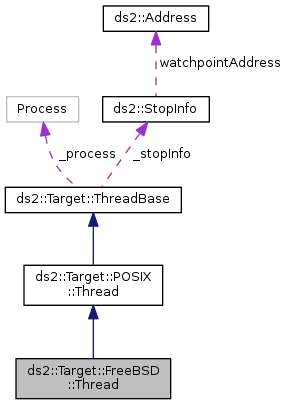 ds2::Address
watchpointAddress
Process
ds2::StopInfo
_process
_stopInfo
ds2::Target::ThreadBase
ds2::Target::POSIX
::Thread
ds2::Target::FreeBSD
::Thread